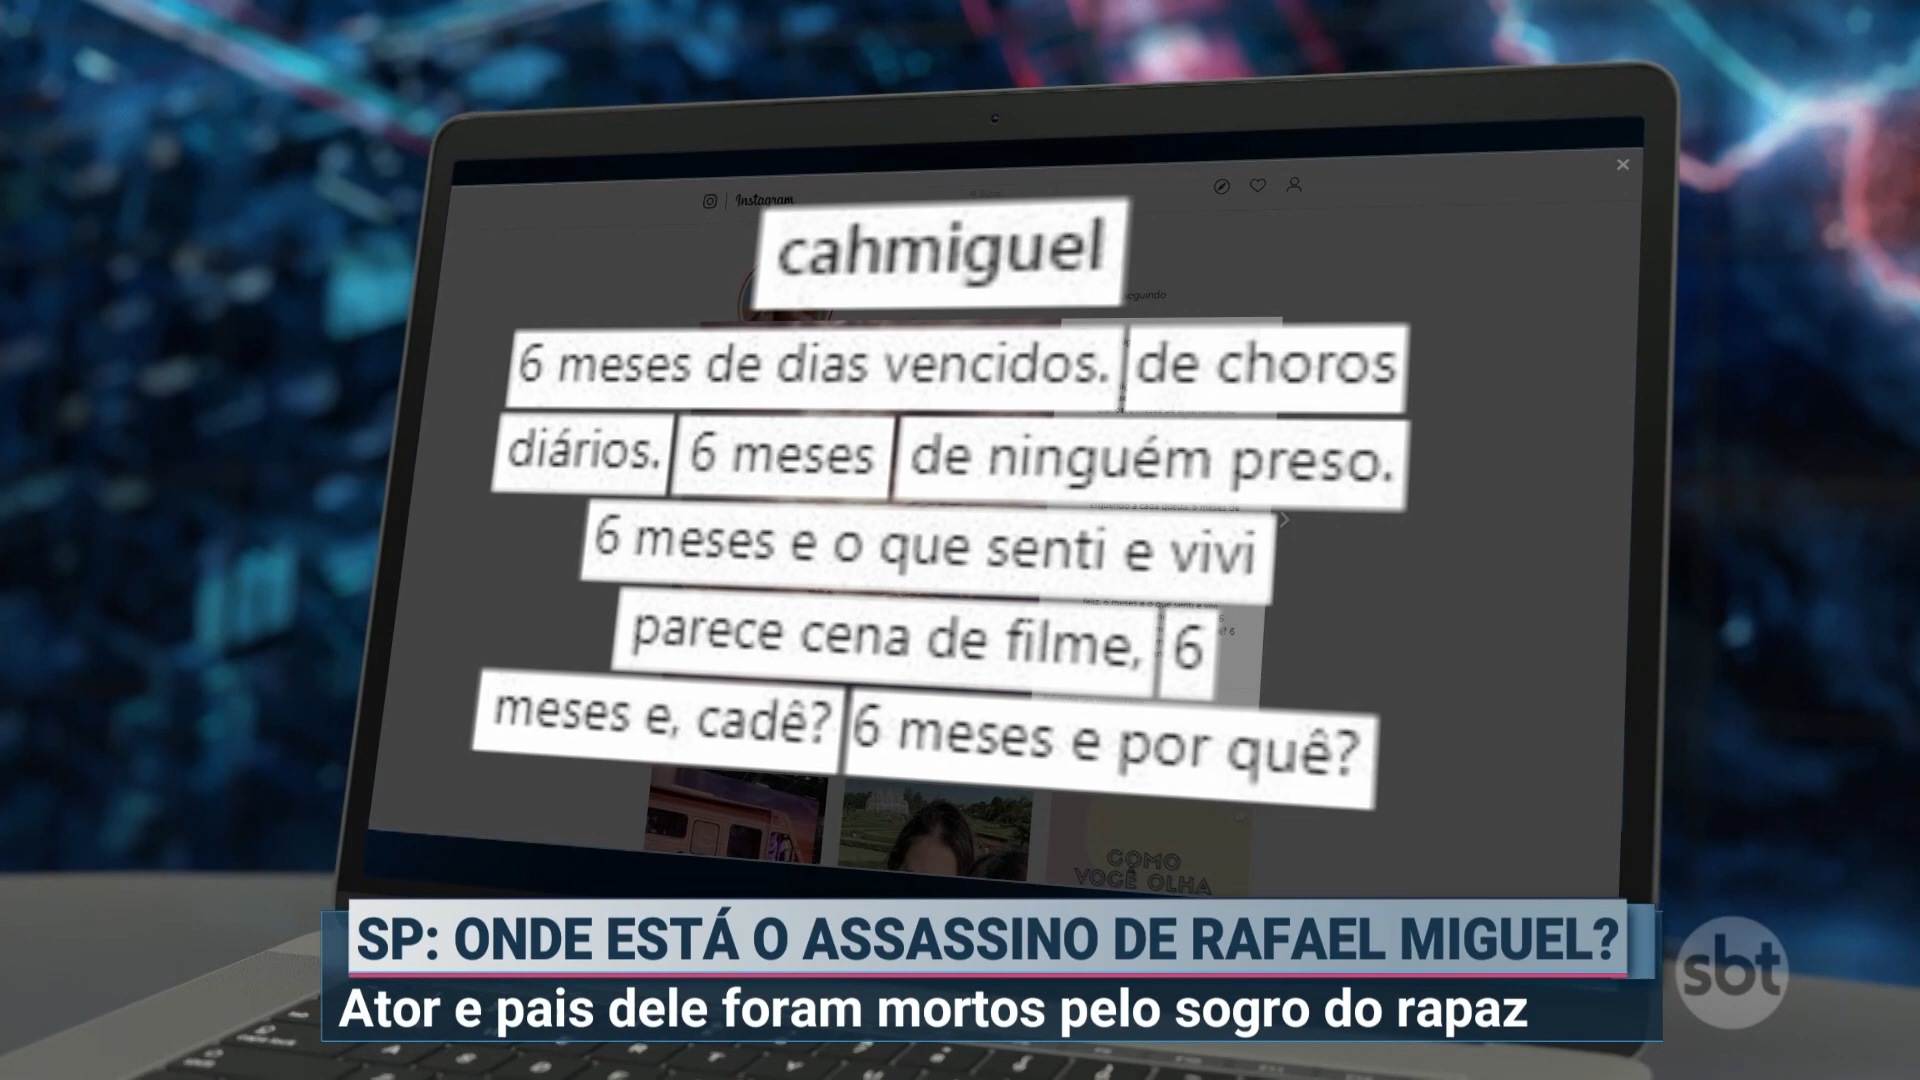 Instagram
cahmiguel
seguindo
6 meses de dias vencidos. de choros
diários. 6 meses de ninguém preso.
6 meses e o que senti e vivi
parece cena de filme, 6
meses e, cadê? 6 meses e por quê?
COMO
VOCÊ OLHA
SP: ONDE ESTÁ O ASSASSINO DE RAFAEL MIGUEL?
Ator e pais dele foram mortos pelo sogro do rapaz
sbt